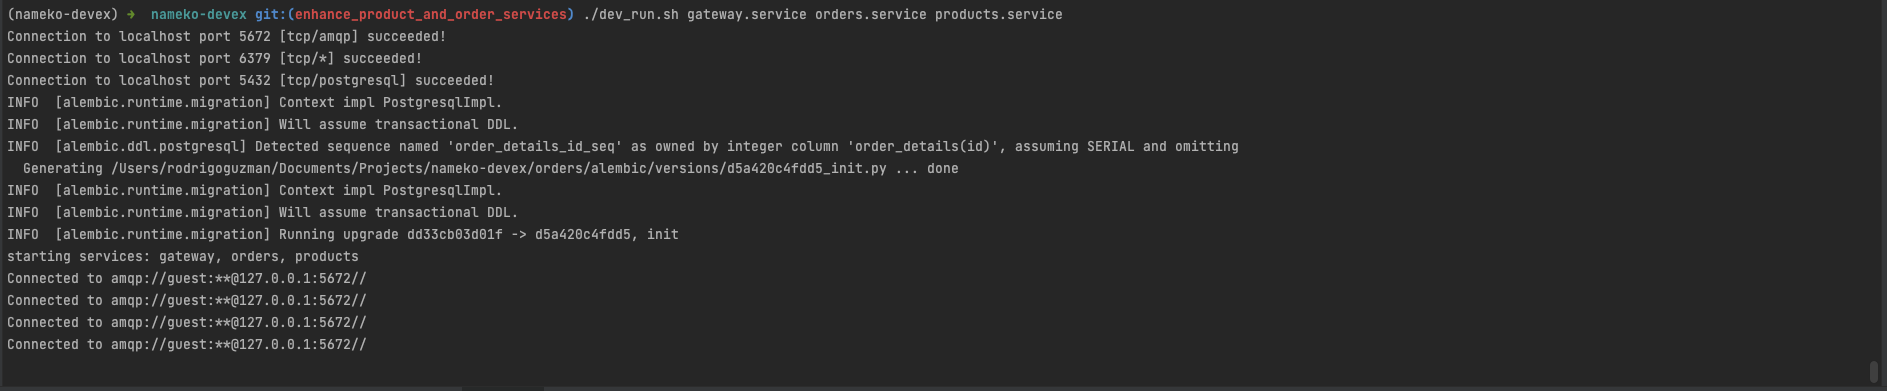 (nameko-devex) → nameko-devex git:(enhance_product_and_order_services) ./dev_run.sh gateway.service orders.service products.service
Connection to localhost port 5672 [tcp/amqp] succeeded!
Connection to localhost port 6379 [tcp/*] succeeded!
Connection to localhost port 5432 [tcp/postgresql] succeeded!
INFO  [alembic.runtime.migration] Context impl PostgresqlImpl.
INFO  [alembic.runtime.migration] Will assume transactional DDL.
INFO  [alembic.ddl.postgresql] Detected sequence named 'order_details_id_seq' as owned by integer column 'order_details(id)', assuming SERIAL and omitting
  Generating /Users/rodrigoguzman/Documents/Projects/nameko-devex/orders/alembic/versions/d5a420c4fdd5_init.py ... done
INFO  [alembic.runtime.migration] Context impl PostgresqlImpl.
INFO  [alembic.runtime.migration] Will assume transactional DDL.
INFO  [alembic.runtime.migration] Running upgrade dd33cb03d01f -> d5a420c4fdd5, init
starting services: gateway, orders, products
Connected to amqp://guest:**@127.0.0.1:5672//
Connected to amqp://guest:**@127.0.0.1:5672//
Connected to amqp://guest:**@127.0.0.1:5672//
Connected to amqp://guest:**@127.0.0.1:5672//